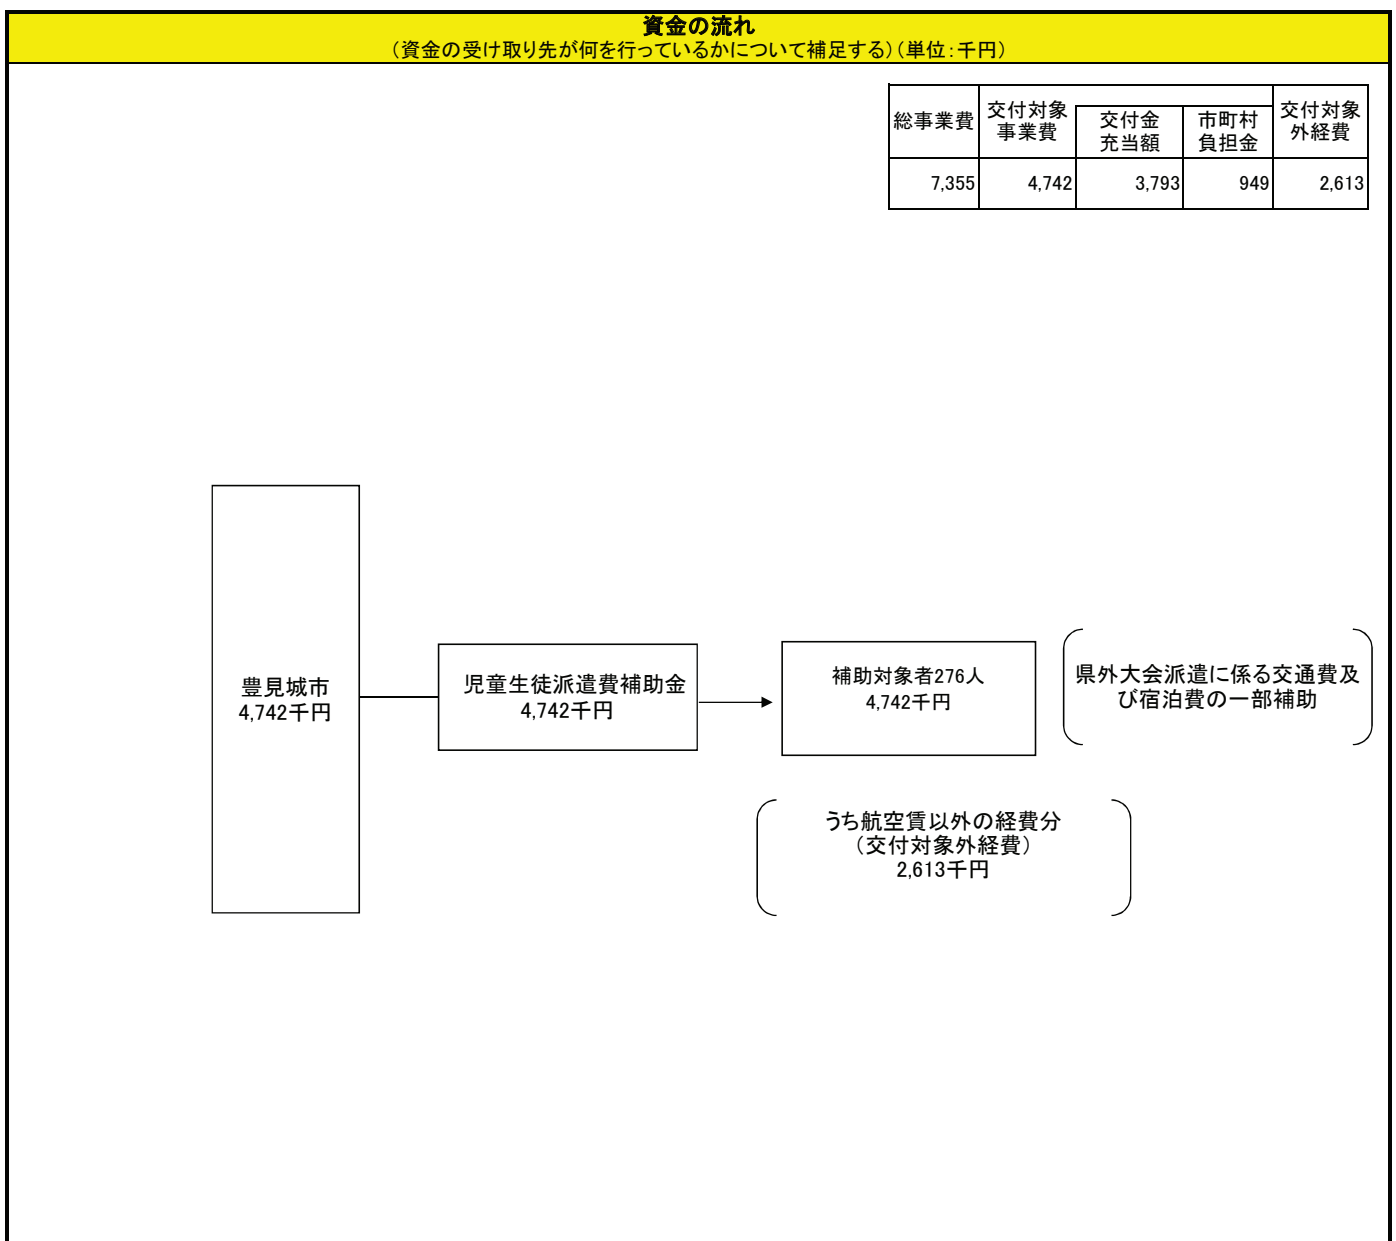 資金の流れ
(資金の受け取り先が何を行っているかについて補足する)(単位:千円)
総事業費
交付対象
事業費
交付金
充当額
市町村
負担金
交付対象
外経費
7,355
4,742
3,793
949
2,613
豊見城市
4,742千円
児童生徒派遣費補助金
4,742千円
補助対象者276人
4,742千円
県外大会派遣に係る交通費及
び宿泊費の一部補助
うち航空賃以外の経費分
(交付対象外経費)
2,613千円